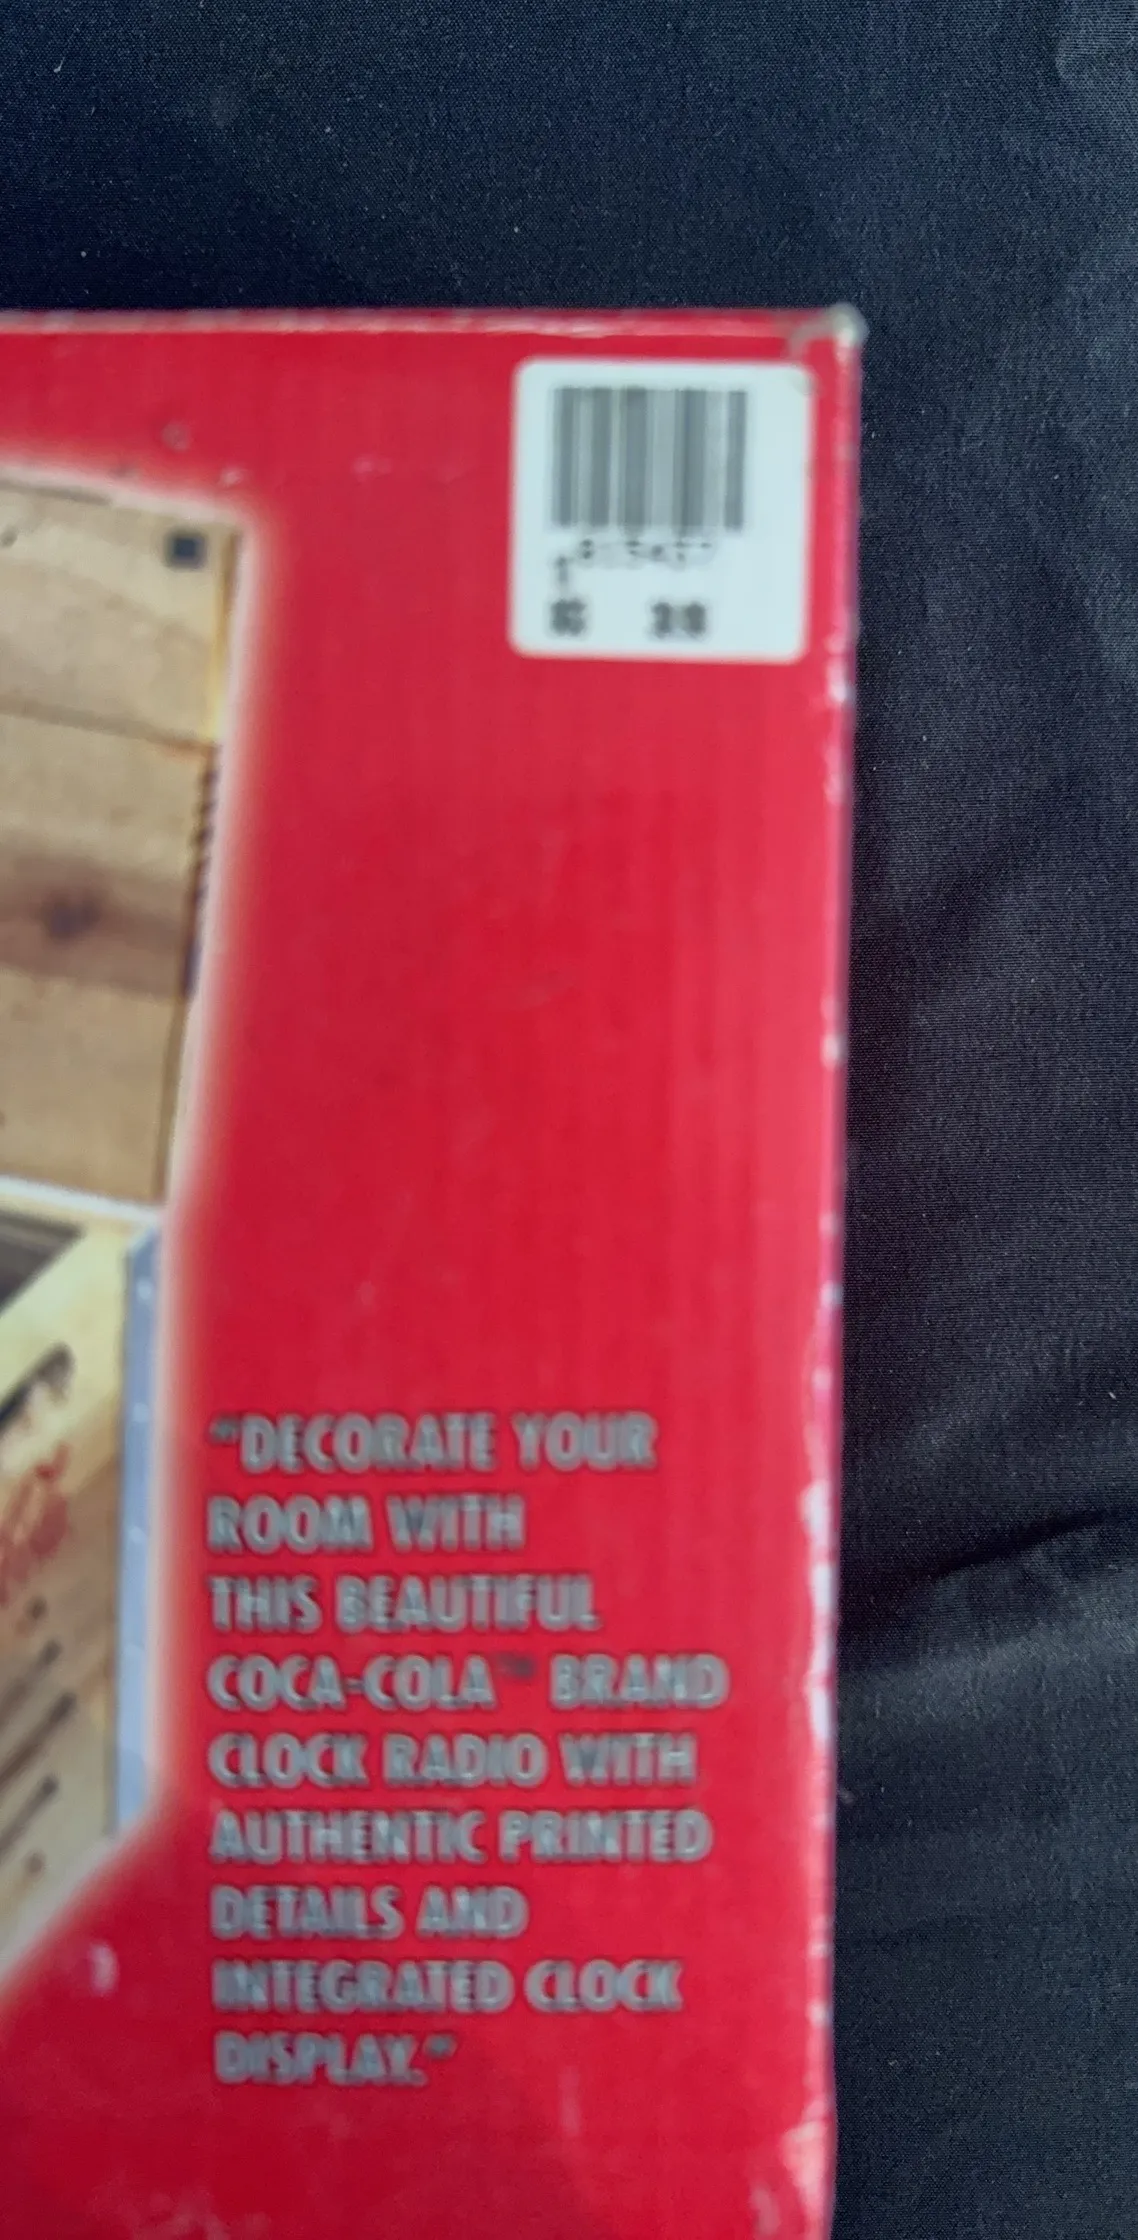 "DECORATE YOUR
ROOM WITH
THIS BEAUTIFUL
COCA-COLA™ BRAND
CLOCK RADIO WITH
AUTHENTIC PRINTED
DETAILS AND
INTEGRATED CLOCK
DISPLAY."